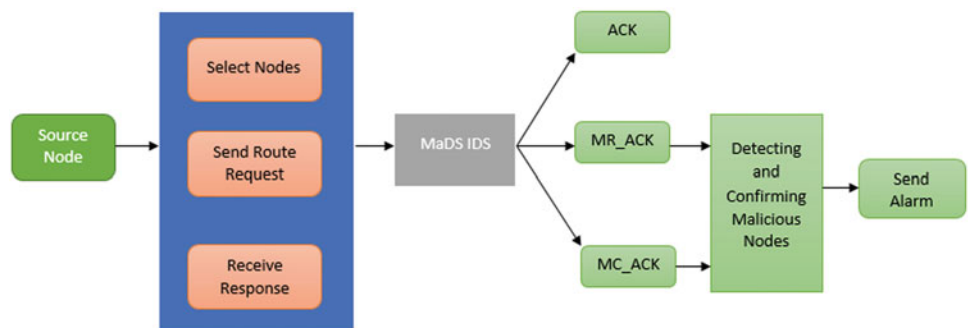 Source
Node
Select Nodes
Send Route
Request
Receive
Response
MaDS IDS
ACK
MR_ACK
MC_ACK
Detecting
and
Confirming
Malicious
Nodes
Send
Alarm